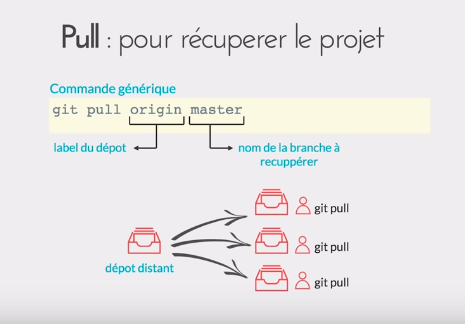 Pull : pour récuperer le projet
Commande générique
git pull origin master
label du dépot
nom de la branche à
recuppérer
git pull
git pull
dépot distant
git pull